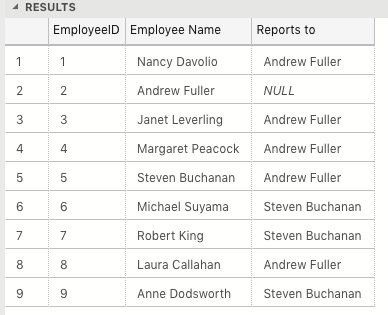 RESULTS
EmployeeID Employee Name Reports to
1 1 Nancy Davolio Andrew Fuller
2 2 Andrew Fuller NULL
3 3 Janet Leverling Andrew Fuller
4 4 Margaret Peacock Andrew Fuller
5 5 Steven Buchanan Andrew Fuller
6 6 Michael Suyama Steven Buchanan
7 7 Robert King Steven Buchanan
8 8 Laura Callahan Andrew Fuller
9 9 Anne Dodsworth Steven Buchanan